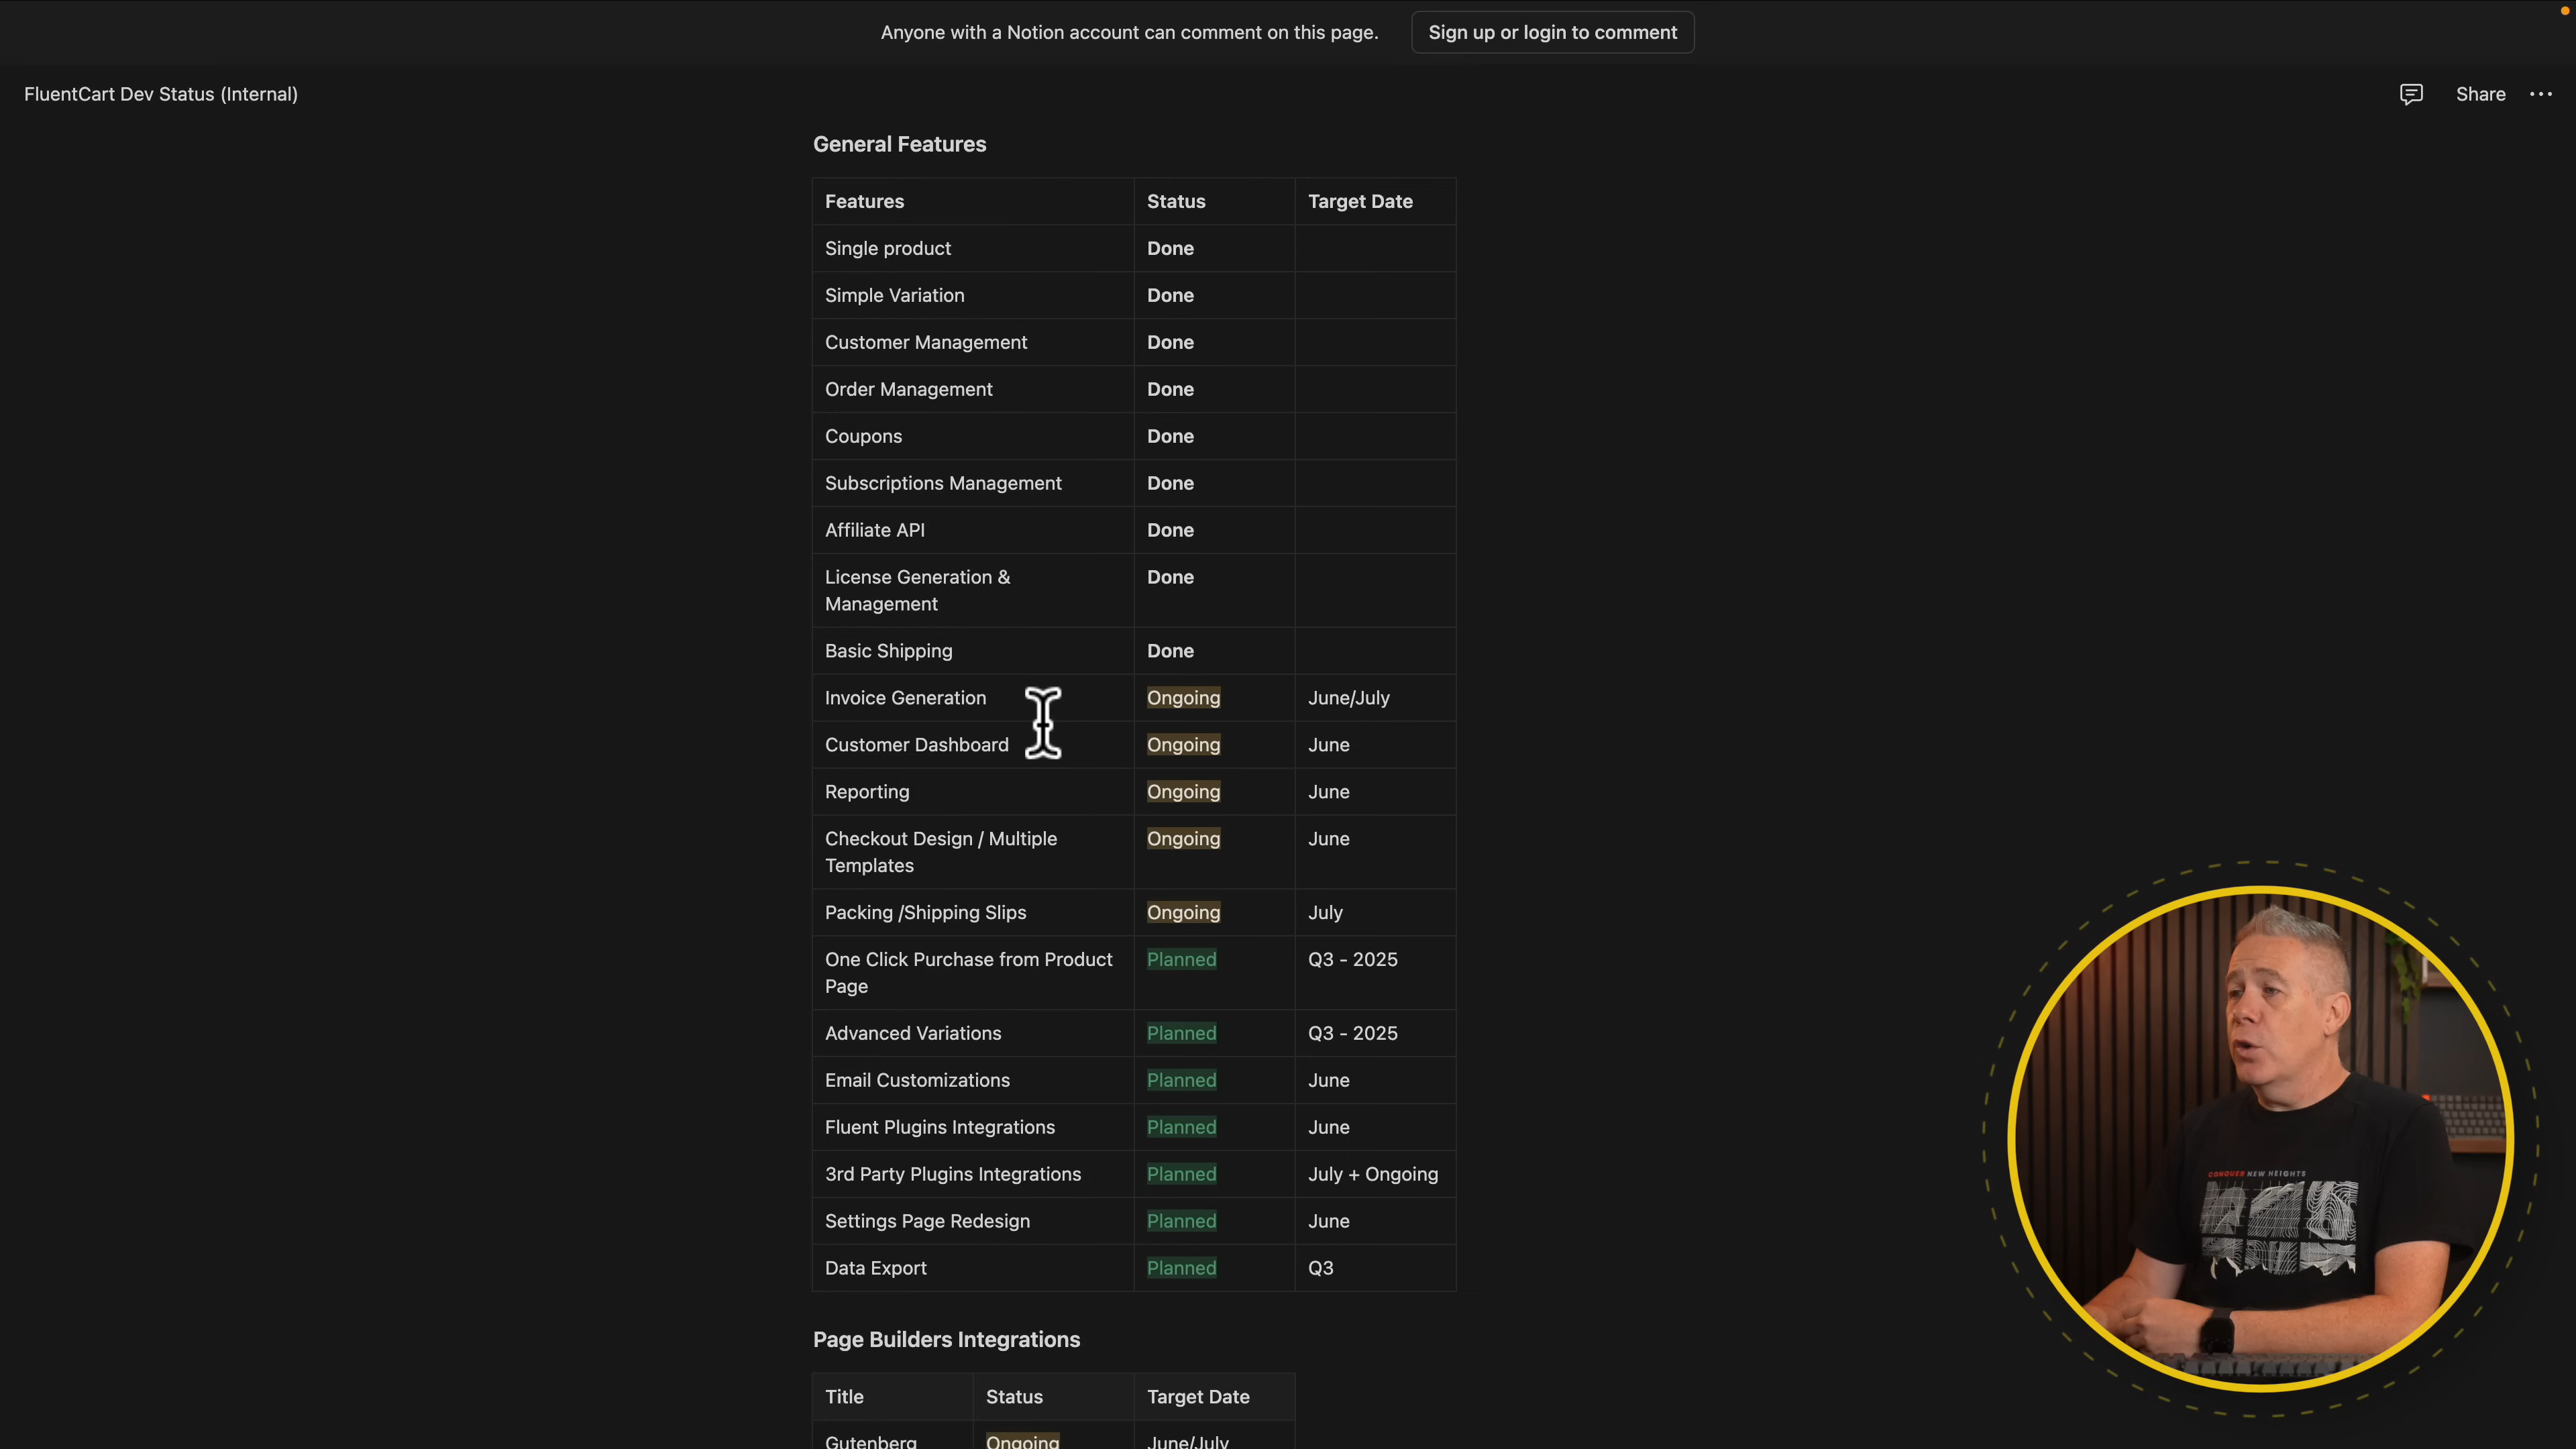 Anyone with a Notion account can comment on this page. Sign up or login to comment
FluentCart Dev Status (Internal) Share
General Features
Features Status Target Date
Single product Done
Simple Variation Done
Customer Management Done
Order Management Done
Coupons Done
Subscriptions Management Done
Affiliate API Done
License Generation & Done
Management
Basic Shipping Done
Invoice Generation Ongoing June/July
Customer Dashboard Ongoing June
Reporting Ongoing June
Checkout Design / Multiple Ongoing June
Templates
Packing /Shipping Slips Ongoing July
One Click Purchase from Product Planned Q3 - 2025
Page
Advanced Variations Planned Q3 - 2025
Email Customizations Planned June
Fluent Plugins Integrations Planned June
3rd Party Plugins Integrations Planned July + Ongoing
Settings Page Redesign Planned June
Data Export Planned Q3
Page Builders Integrations
Title Status Target Date
Gutenberg Ongoing June/July
CONQUER NEW HEIGHTS